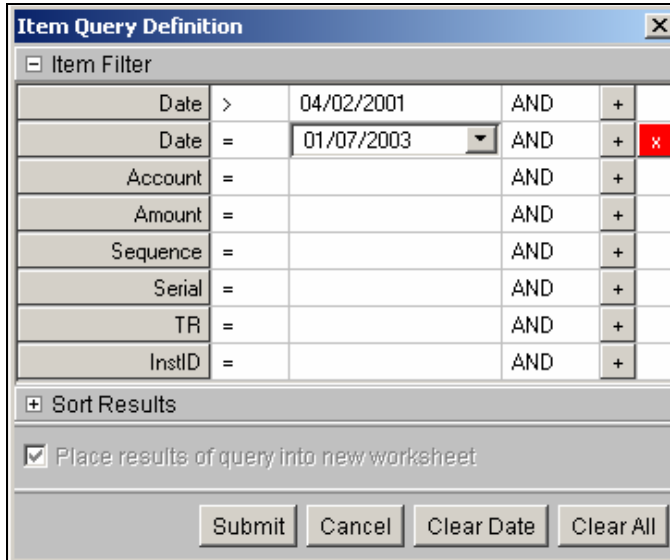 Item Query Definition
Item Filter
Date > 04/02/2001 AND +
Date = 01/07/2003 AND + x
Account = AND +
Amount = AND +
Sequence = AND +
Serial = AND +
TR = AND +
InstID = AND +
Sort Results
Place results of query into new worksheet
Submit Cancel Clear Date Clear All